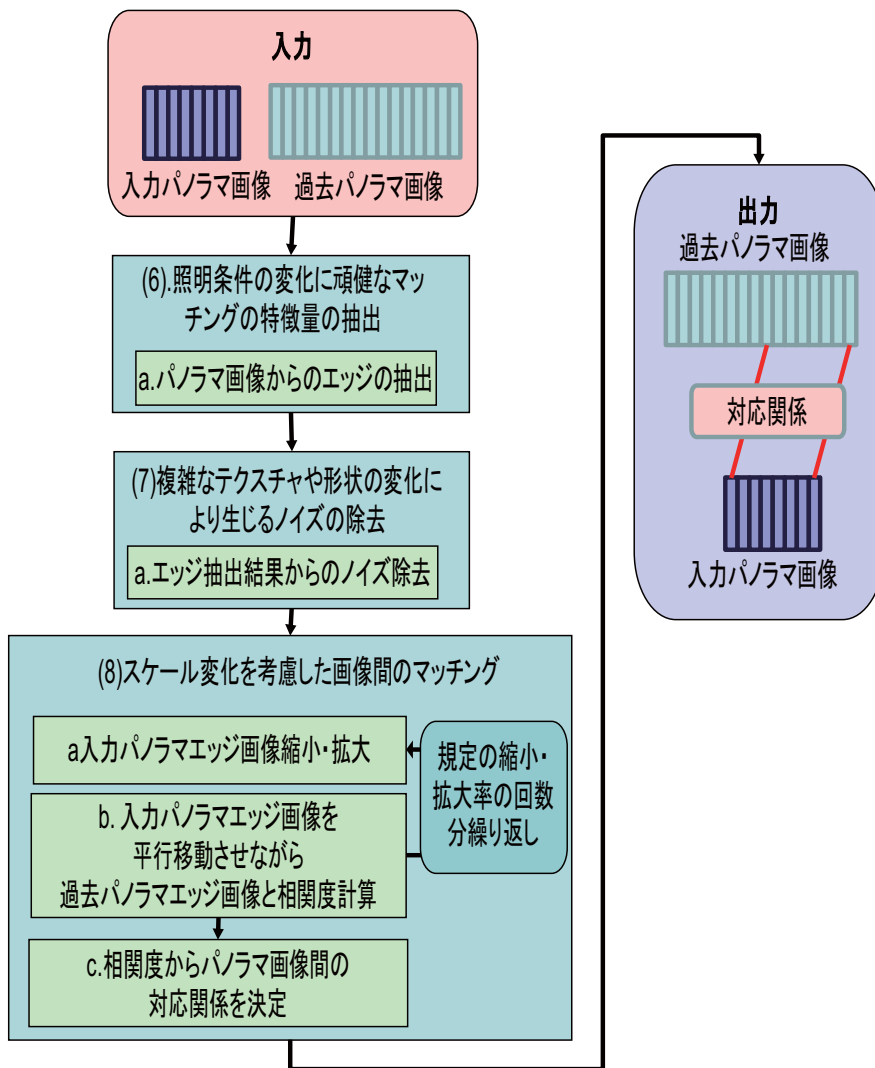 入力
入力パノラマ画像 過去パノラマ画像
(6).照明条件の変化に頑健なマッ
チングの特徴量の抽出
a.パノラマ画像からのエッジの抽出
(7)複雑なテクスチャや形状の変化に
より生じるノイズの除去
a.エッジ抽出結果からのノイズ除去
(8)スケール変化を考慮した画像間のマッチング
a入力パノラマエッジ画像縮小・拡大
規定の縮小・
拡大率の回数
分繰り返し
b. 入力パノラマエッジ画像を
平行移動させながら
過去パノラマエッジ画像と相関度計算
c.相関度からパノラマ画像間の
対応関係を決定
出力
過去パノラマ画像
対応関係
入力パノラマ画像